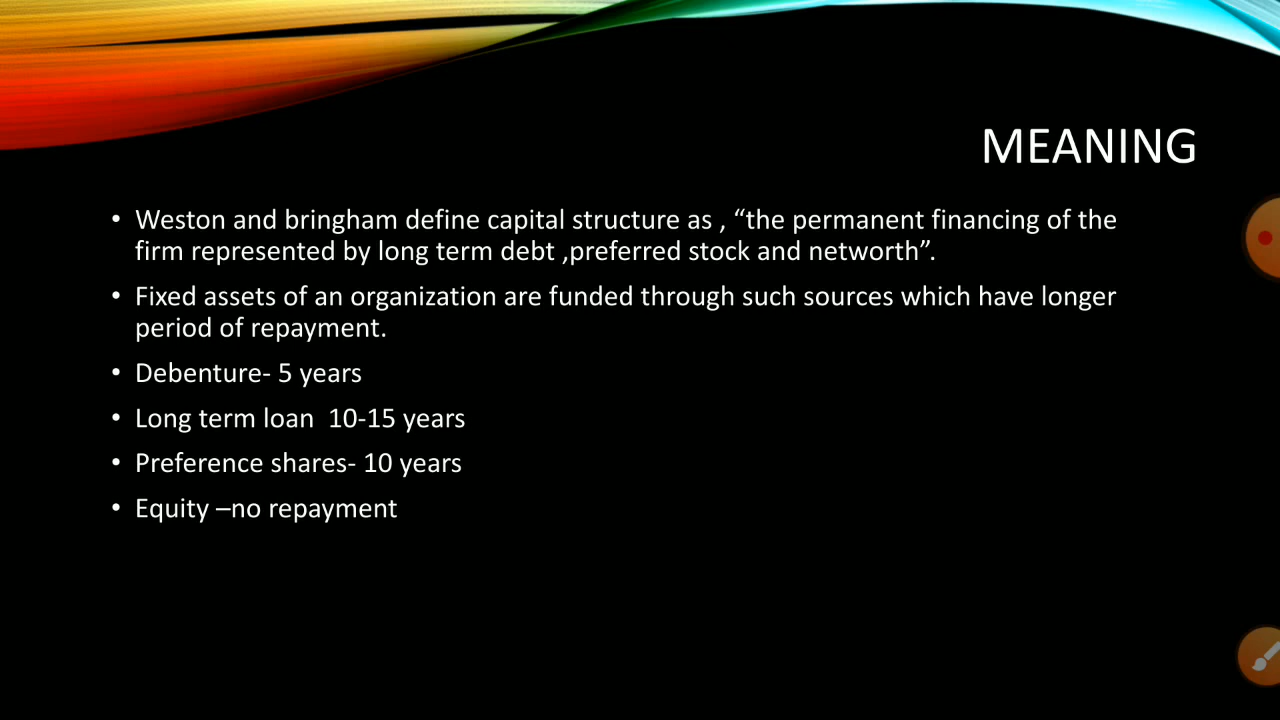 MEANING
• Weston and bringham define capital structure as , “the permanent financing of the
firm represented by long term debt ,preferred stock and networth”.
• Fixed assets of an organization are funded through such sources which have longer
period of repayment.
• Debenture- 5 years
• Long term loan  10-15 years
• Preference shares- 10 years
• Equity –no repayment